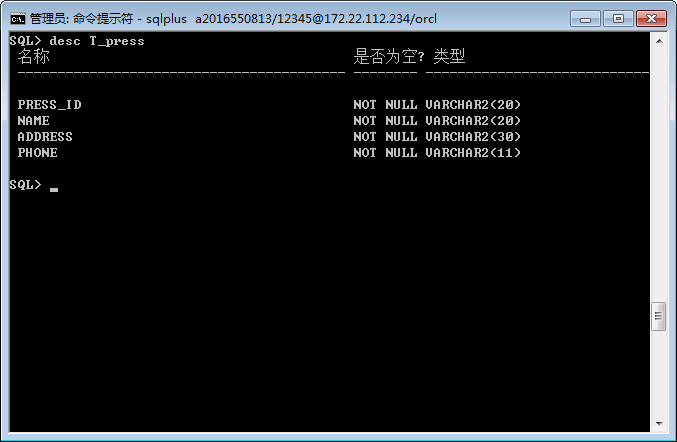 管理员: 命令提示符 - sqlplus a2016550813/12345@172.22.112.234/orcl
SQL> desc T_press
名称 是否为空? 类型
----------------------------------------- -------- ----------------------------
PRESS_ID NOT NULL VARCHAR2(20)
NAME NOT NULL VARCHAR2(20)
ADDRESS NOT NULL VARCHAR2(30)
PHONE NOT NULL VARCHAR2(11)
SQL> _